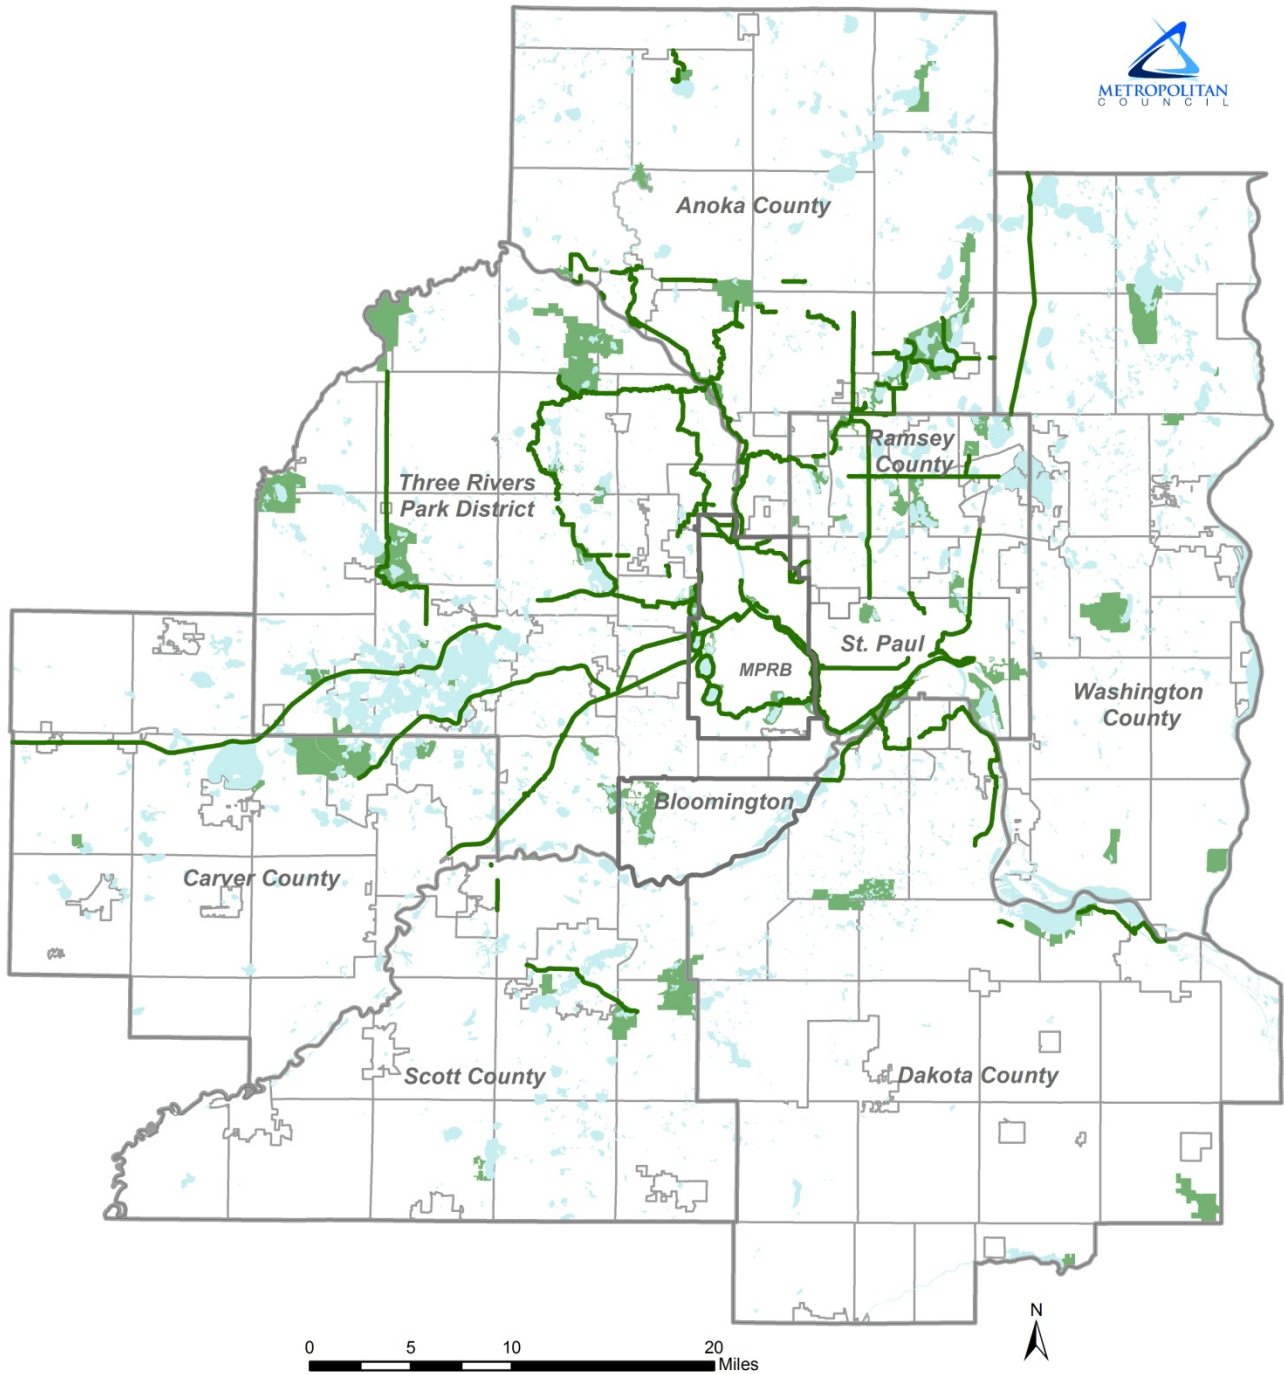 METROPOLITAN
COUNCIL
Anoka County
Ramsey
County
Three Rivers
Park District
St. Paul
MPRB
Washington
County
Bloomington
Carver County
Scott County
Dakota County
N
0 5 10 20
Miles